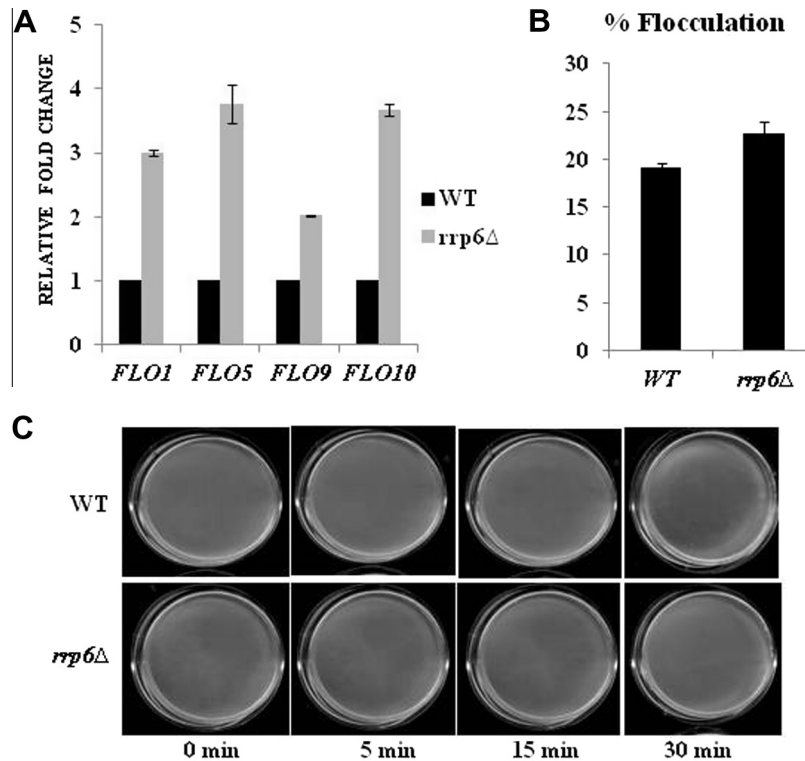 A
RELATIVE FOLD CHANGE
5
4
3
2
1
0
FLO1 FLO5 FLO9 FLO10
WT
rrp6Δ
B
% Flocculation
30
25
20
15
10
5
0
WT rrp6Δ
C
WT
rrp6Δ
0 min 5 min 15 min 30 min